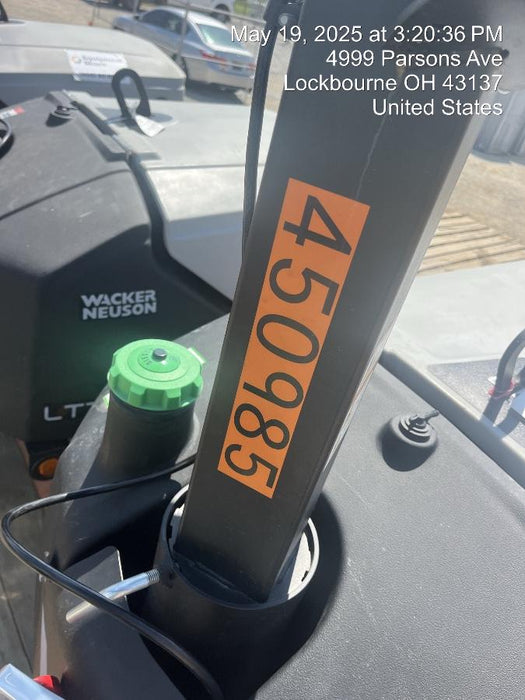 May 19, 2025 at 3:20:36 PM
4999 Parsons Ave
Lockbourne OH 43137
United States
450985
WACKER
NEUSON
LT